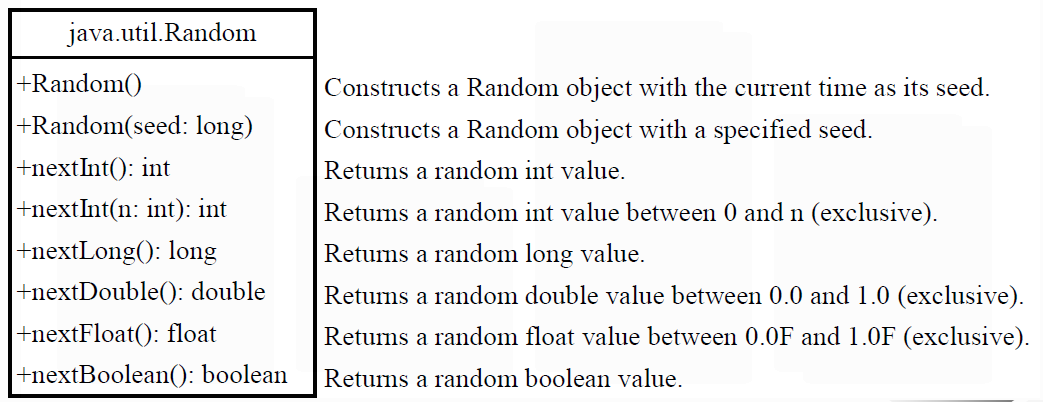 java.util.Random
+Random() Constructs a Random object with the current time as its seed.
+Random(seed: long) Constructs a Random object with a specified seed.
+nextInt(): int Returns a random int value.
+nextInt(n: int): int Returns a random int value between 0 and n (exclusive).
+nextLong(): long Returns a random long value.
+nextDouble(): double Returns a random double value between 0.0 and 1.0 (exclusive).
+nextFloat(): float Returns a random float value between 0.0F and 1.0F (exclusive).
+nextBoolean(): boolean Returns a random boolean value.